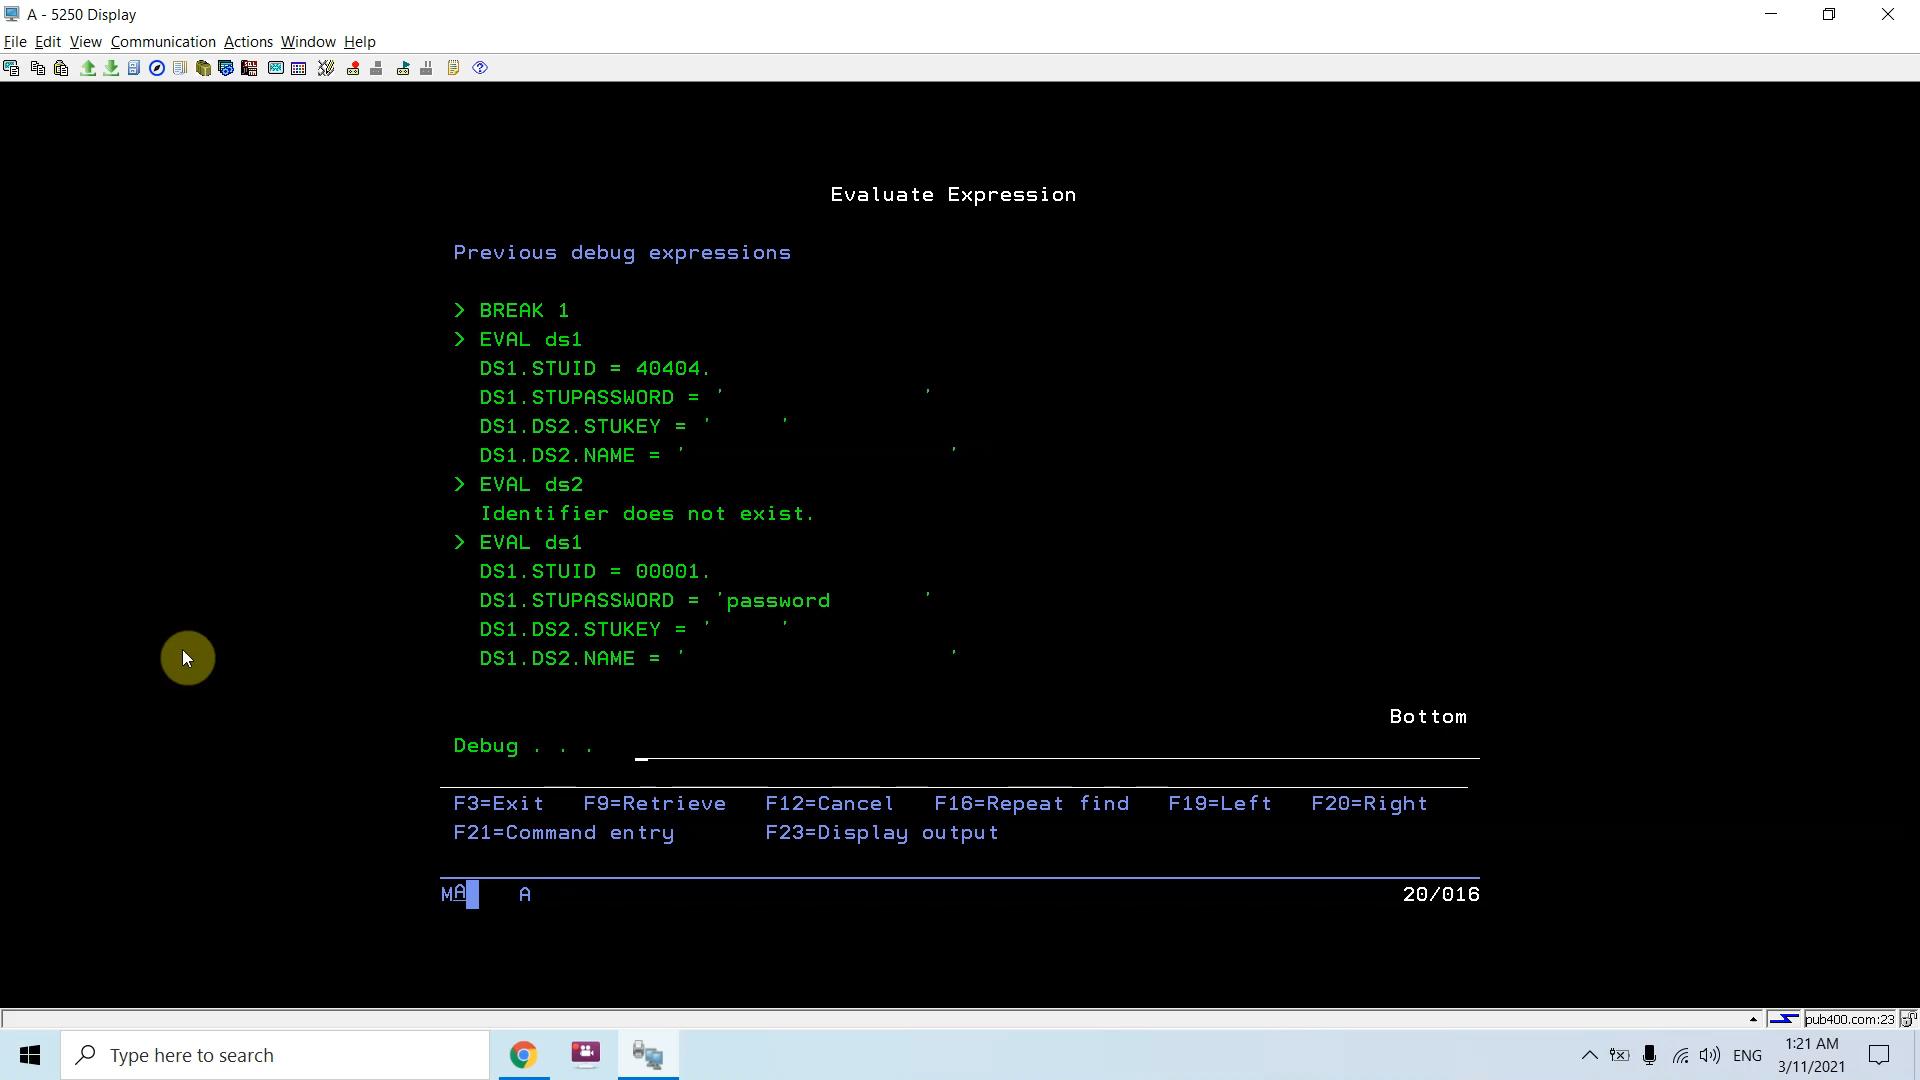 A - 5250 Display
File Edit View Communication Actions Window Help
Evaluate Expression
Previous debug expressions
> BREAK 1
> EVAL ds1
DS1.STUID = 40404.
DS1.STUPASSWORD = '                '
DS1.DS2.STUKEY = '     '
DS1.DS2.NAME = '                    '
> EVAL ds2
Identifier does not exist.
> EVAL ds1
DS1.STUID = 00001.
DS1.STUPASSWORD = 'password       '
DS1.DS2.STUKEY = '     '
DS1.DS2.NAME = '                    '
Bottom
Debug . . .
F3=Exit F9=Retrieve F12=Cancel F16=Repeat find F19=Left F20=Right
F21=Command entry F23=Display output
MA A 20/016
pub400.com:23
Type here to search
ENG
1:21 AM
3/11/2021